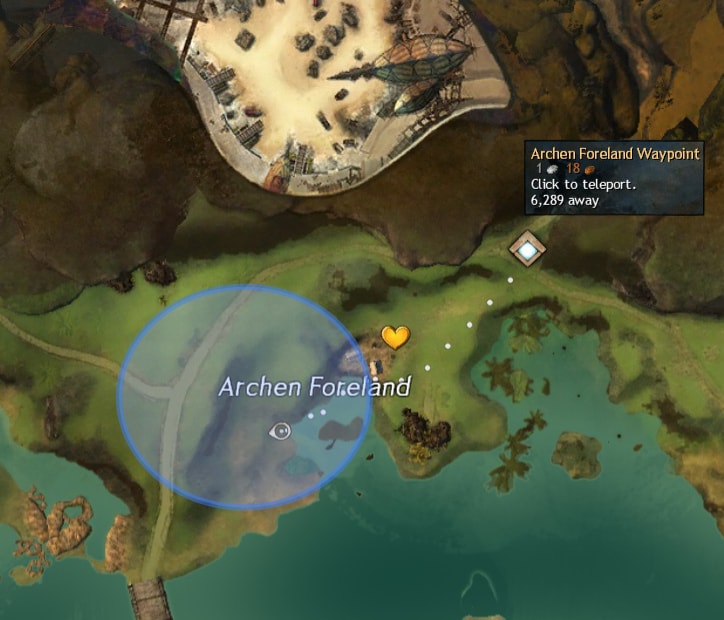 Archen Foreland Waypoint
1 18
Click to teleport.
6,289 away
Archen Foreland